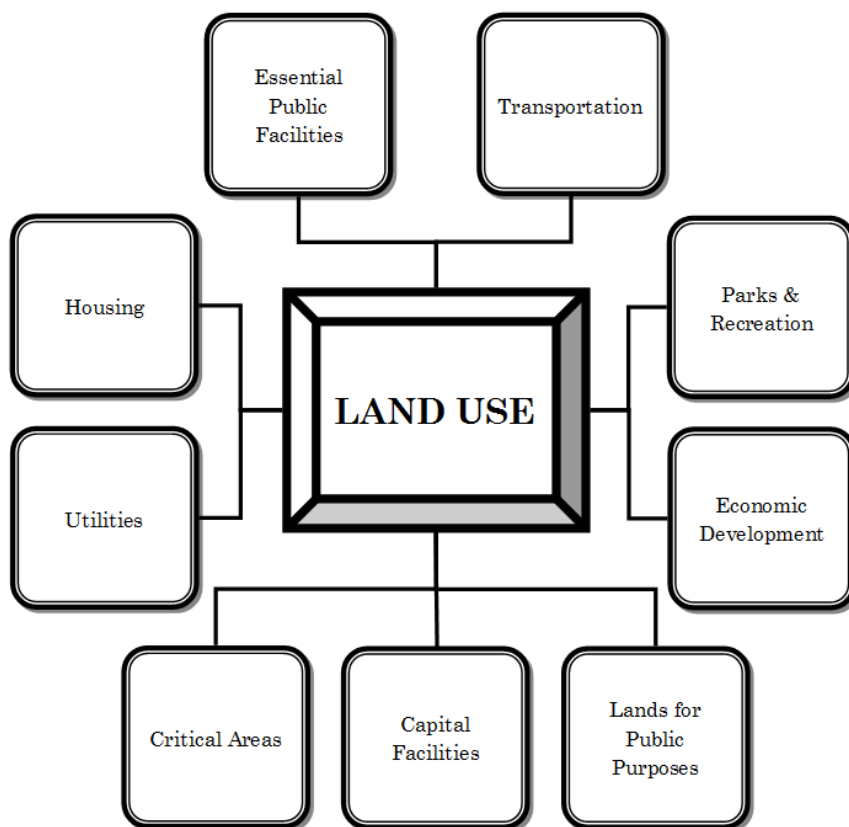 Essential
Public
Facilities
Transportation
Housing
Parks &
Recreation
LAND USE
Utilities
Economic
Development
Critical Areas
Capital
Facilities
Lands for
Public
Purposes